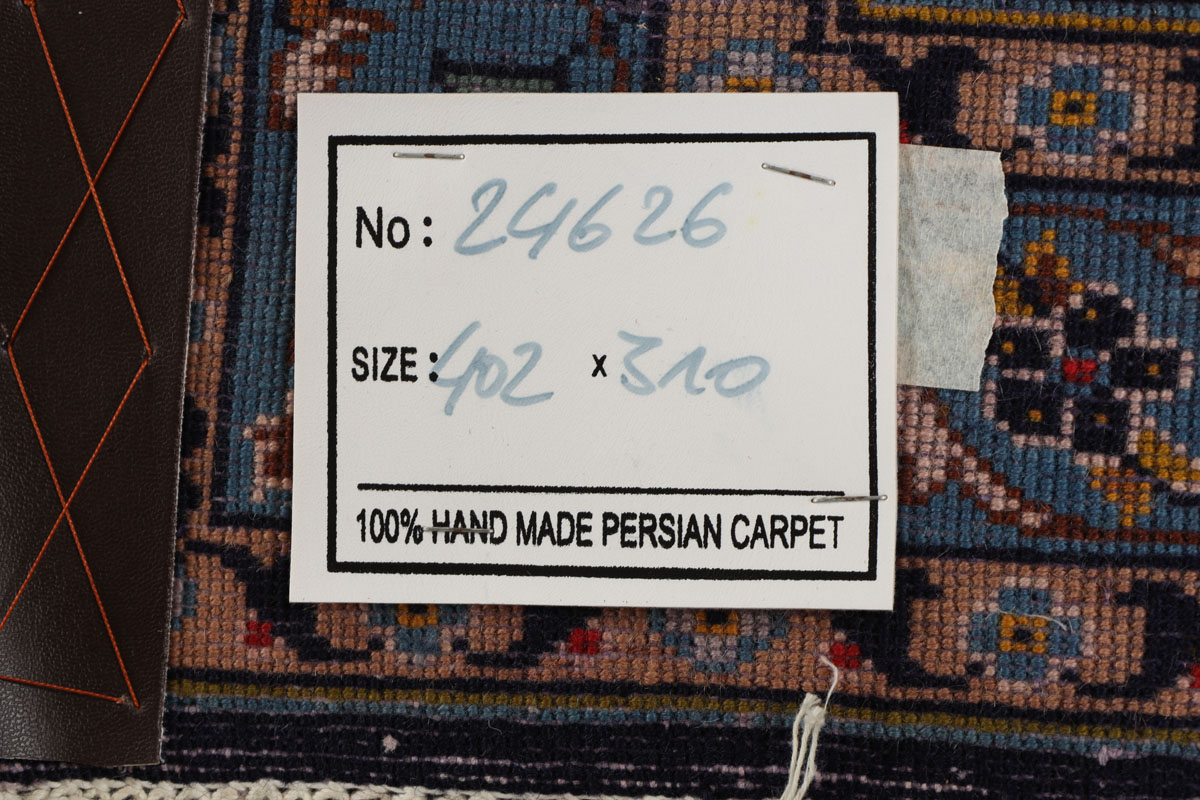 No: 24626
SIZE: 402 x 310
100% HAND MADE PERSIAN CARPET